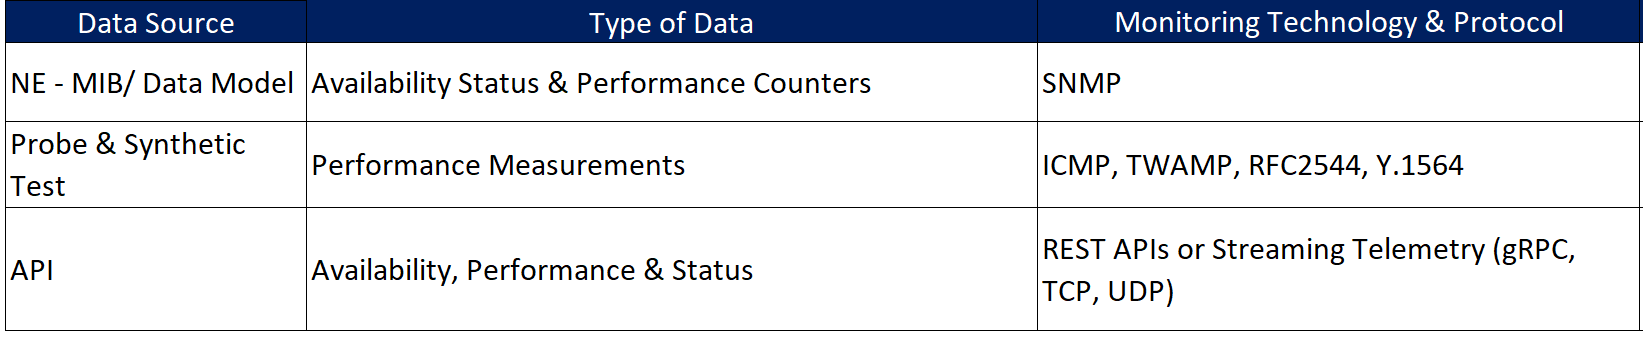 Data Source
Type of Data
Monitoring Technology & Protocol
NE - MIB/ Data Model
Availability Status & Performance Counters
SNMP
Probe & Synthetic
Test
Performance Measurements
ICMP, TWAMP, RFC2544, Y.1564
API
Availability, Performance & Status
REST APIs or Streaming Telemetry (gRPC,
TCP, UDP)